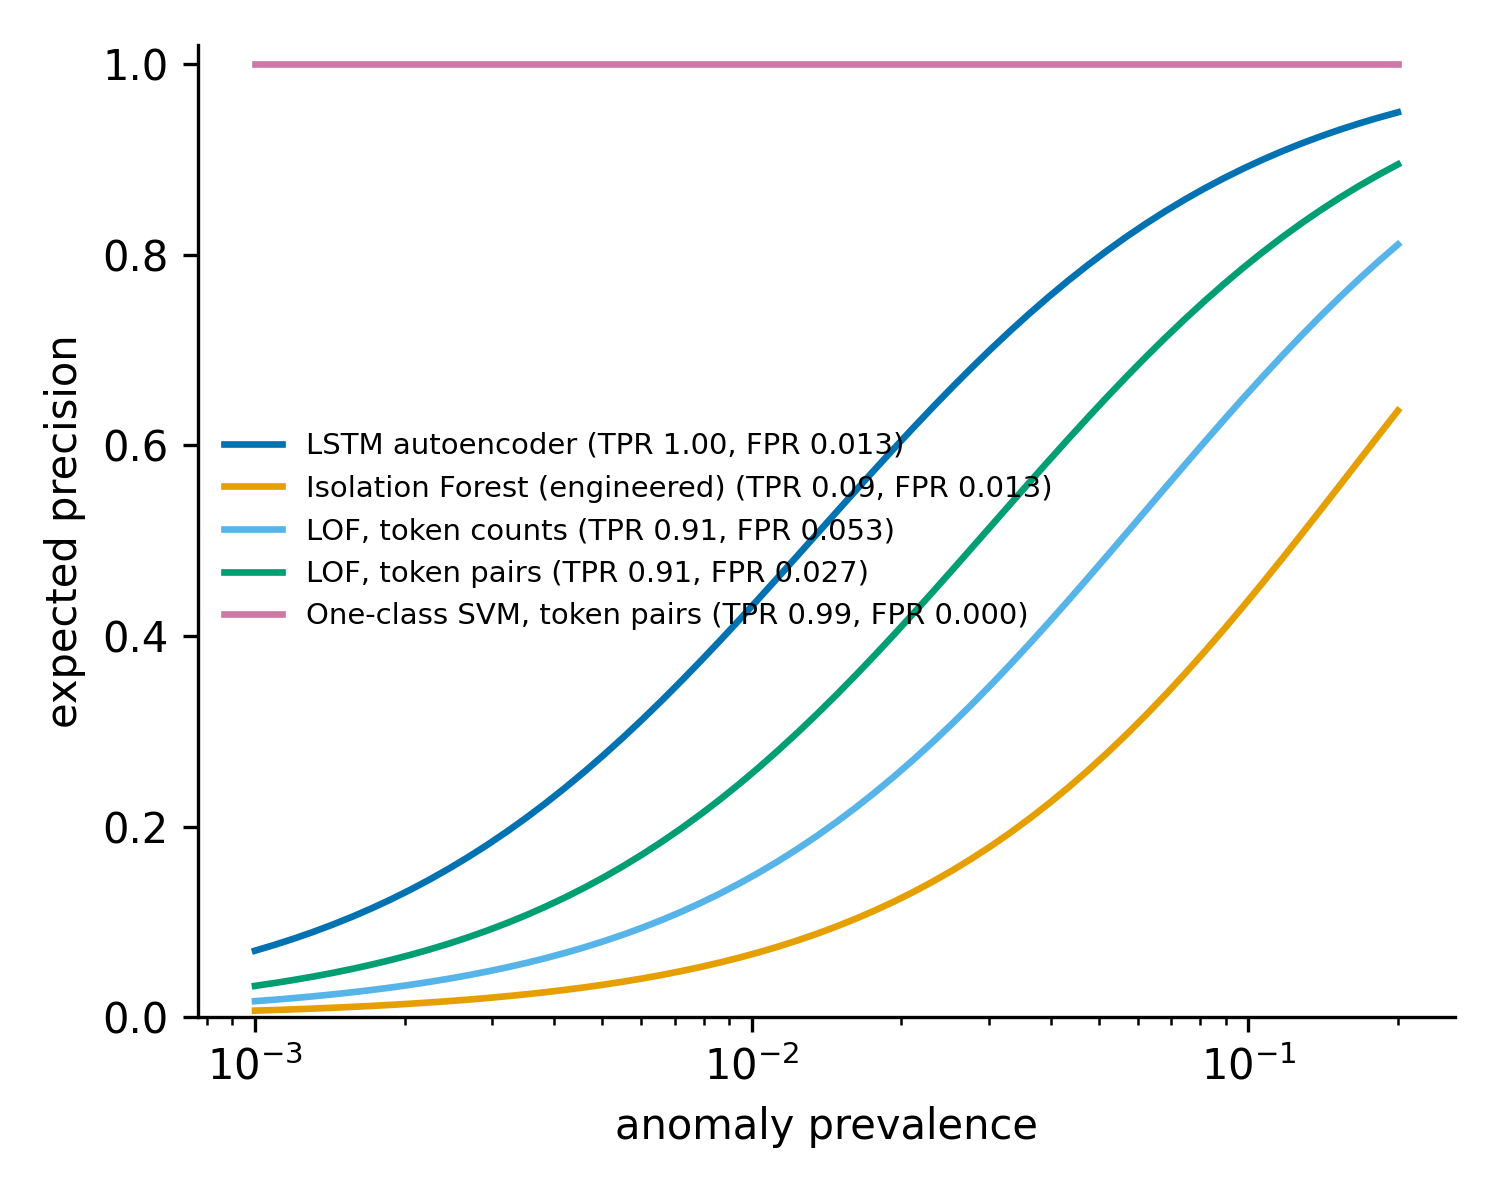 1.0
0.8
0.6
0.4
0.2
0.0
expected precision
LSTM autoencoder (TPR 1.00, FPR 0.013)
Isolation Forest (engineered) (TPR 0.09, FPR 0.013)
LOF, token counts (TPR 0.91, FPR 0.053)
LOF, token pairs (TPR 0.91, FPR 0.027)
One-class SVM, token pairs (TPR 0.99, FPR 0.000)
10⁻³ 10⁻² 10⁻¹
anomaly prevalence